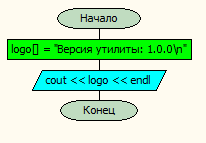 Начало
logo[] = "Версия утилиты: 1.0.0\n"
cout << logo << endl
Конец